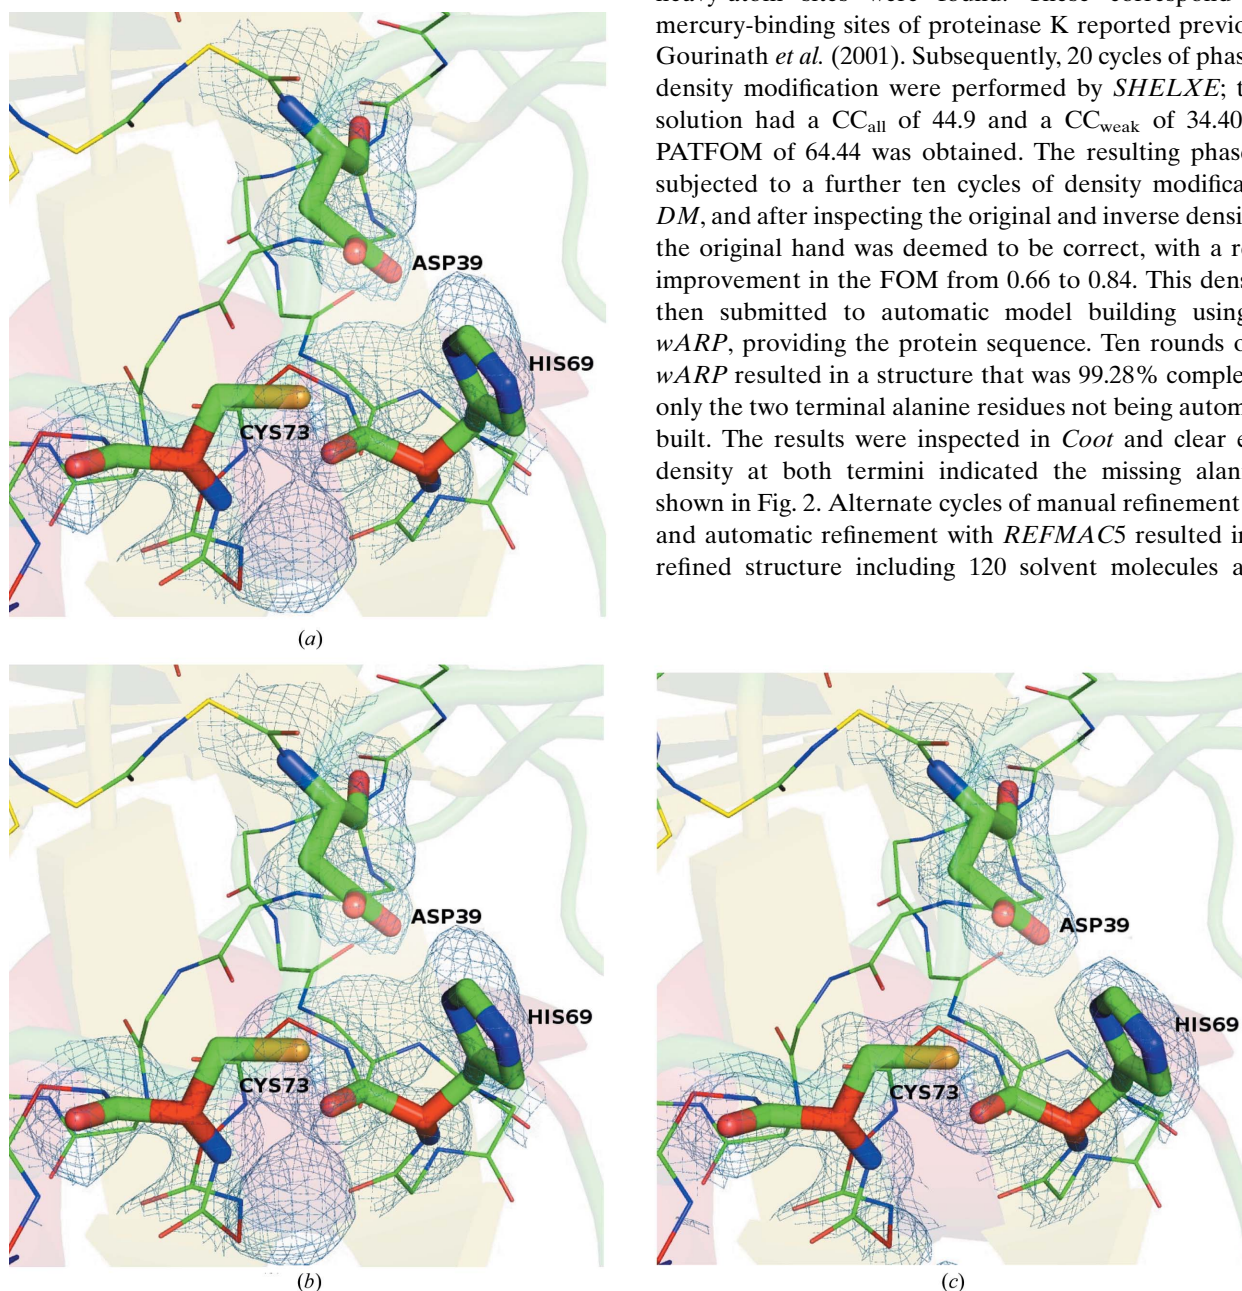 mercury-binding sites of proteinase K reported previo
Gourinath et al. (2001). Subsequently, 20 cycles of phas
density modification were performed by SHELXE; t
solution had a CCall of 44.9 and a CCweak of 34.40
PATFOM of 64.44 was obtained. The resulting phase
subjected to a further ten cycles of density modifica
DM, and after inspecting the original and inverse densi
the original hand was deemed to be correct, with a re
improvement in the FOM from 0.66 to 0.84. This dens
then submitted to automatic model building using
wARP, providing the protein sequence. Ten rounds o
wARP resulted in a structure that was 99.28% comple
only the two terminal alanine residues not being autom
built. The results were inspected in Coot and clear e
density at both termini indicated the missing alani
shown in Fig. 2. Alternate cycles of manual refinement
and automatic refinement with REFMAC5 resulted in
refined structure including 120 solvent molecules a
ASP39
HIS69
CYS73
(a)
ASP39
HIS69
CYS73
(b)
ASP39
HIS69
CYS73
(c)